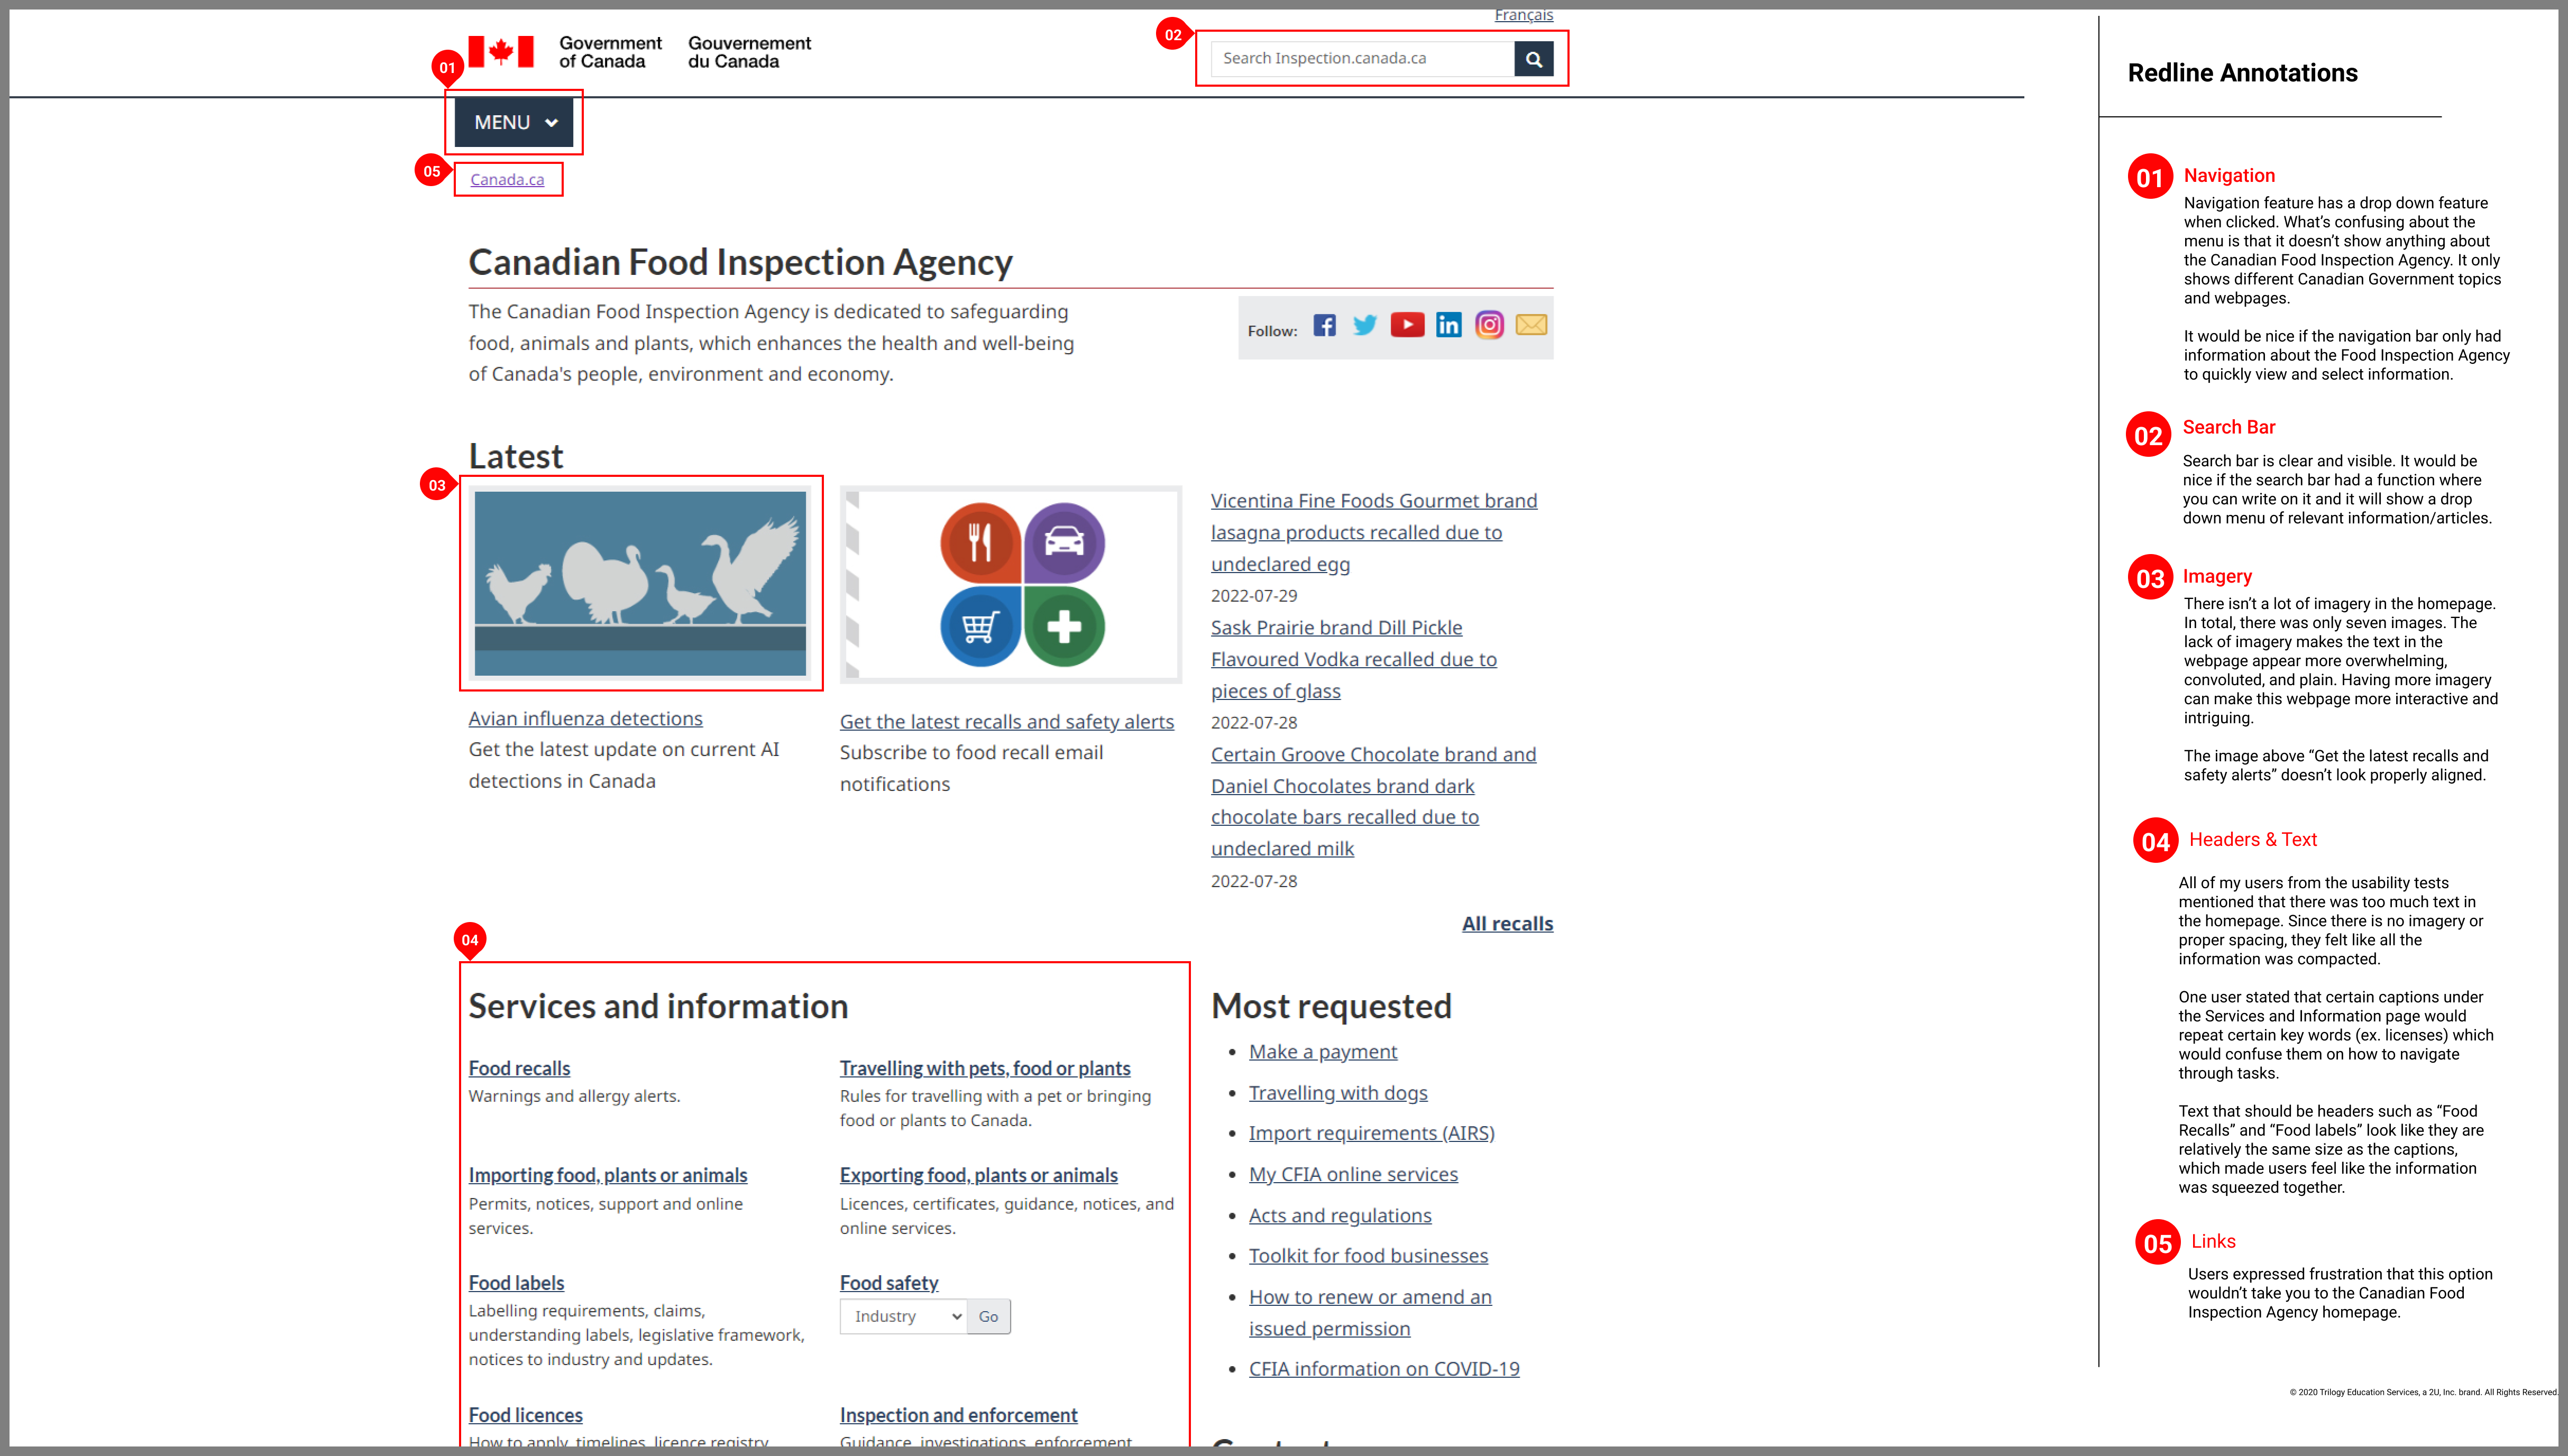 Français
02
Government
of Canada
Gouvernement
du Canada
Search Inspection.canada.ca
01
MENU
05
Canada.ca
Canadian Food Inspection Agency
The Canadian Food Inspection Agency is dedicated to safeguarding
food, animals and plants, which enhances the health and well-being
of Canada's people, environment and economy.
Follow:
Latest
03
Avian influenza detections
Get the latest update on current AI
detections in Canada
Get the latest recalls and safety alerts
Subscribe to food recall email
notifications
Vicentina Fine Foods Gourmet brand
lasagna products recalled due to
undeclared egg
2022-07-29
Sask Prairie brand Dill Pickle
Flavoured Vodka recalled due to
pieces of glass
2022-07-28
Certain Groove Chocolate brand and
Daniel Chocolates brand dark
chocolate bars recalled due to
undeclared milk
2022-07-28
All recalls
04
Services and information
Food recalls
Warnings and allergy alerts.
Travelling with pets, food or plants
Rules for travelling with a pet or bringing
food or plants to Canada.
Importing food, plants or animals
Permits, notices, support and online
services.
Exporting food, plants or animals
Licences, certificates, guidance, notices, and
online services.
Food labels
Labelling requirements, claims,
understanding labels, legislative framework,
notices to industry and updates.
Food safety
Industry
Go
Food licences
How to apply, timelines, licence registry
Inspection and enforcement
Guidance, investigations, enforcement
Most requested
• Make a payment
• Travelling with dogs
• Import requirements (AIRS)
• My CFIA online services
• Acts and regulations
• Toolkit for food businesses
• How to renew or amend an
issued permission
• CFIA information on COVID-19
Redline Annotations
01
Navigation
Navigation feature has a drop down feature
when clicked. What's confusing about the
menu is that it doesn't show anything about
the Canadian Food Inspection Agency. It only
shows different Canadian Government topics
and webpages.
It would be nice if the navigation bar only had
information about the Food Inspection Agency
to quickly view and select information.
02
Search Bar
Search bar is clear and visible. It would be
nice if the search bar had a function where
you can write on it and it will show a drop
down menu of relevant information/articles.
03
Imagery
There isn't a lot of imagery in the homepage.
In total, there was only seven images. The
lack of imagery makes the text in the
webpage appear more overwhelming,
convoluted, and plain. Having more imagery
can make this webpage more interactive and
intriguing.
The image above “Get the latest recalls and
safety alerts” doesn't look properly aligned.
04
Headers & Text
All of my users from the usability tests
mentioned that there was too much text in
the homepage. Since there is no imagery or
proper spacing, they felt like all the
information was compacted.
One user stated that certain captions under
the Services and Information page would
repeat certain key words (ex. licenses) which
would confuse them on how to navigate
through tasks.
Text that should be headers such as “Food
Recalls” and “Food labels” look like they are
relatively the same size as the captions,
which made users feel like the information
was squeezed together.
05
Links
Users expressed frustration that this option
wouldn't take you to the Canadian Food
Inspection Agency homepage.
© 2020 Trilogy Education Services, a 2U, Inc. brand. All Rights Reserved.